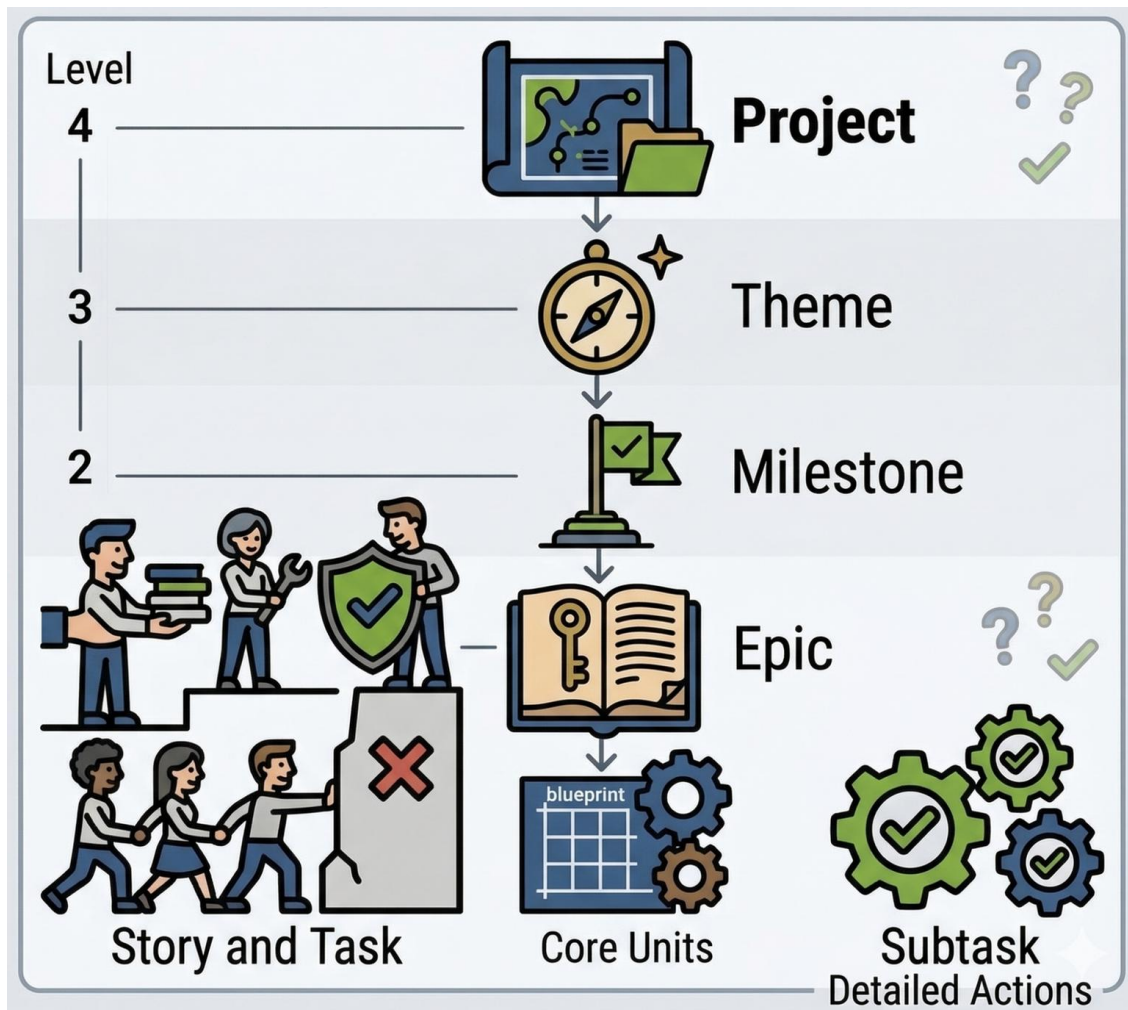 Level
4
Project
3
Theme
2
Milestone
Epic
blueprint
Story and Task
Core Units
Subtask
Detailed Actions